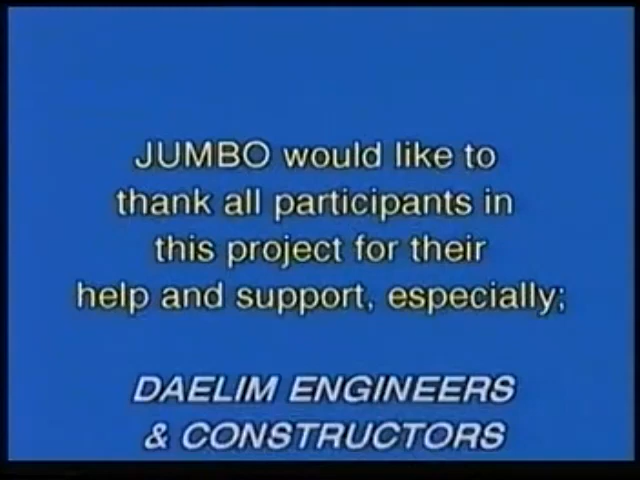 JUMBO would like to
thank all participants in
this project for their
help and support, especially;
DAELIM ENGINEERS
& CONSTRUCTORS